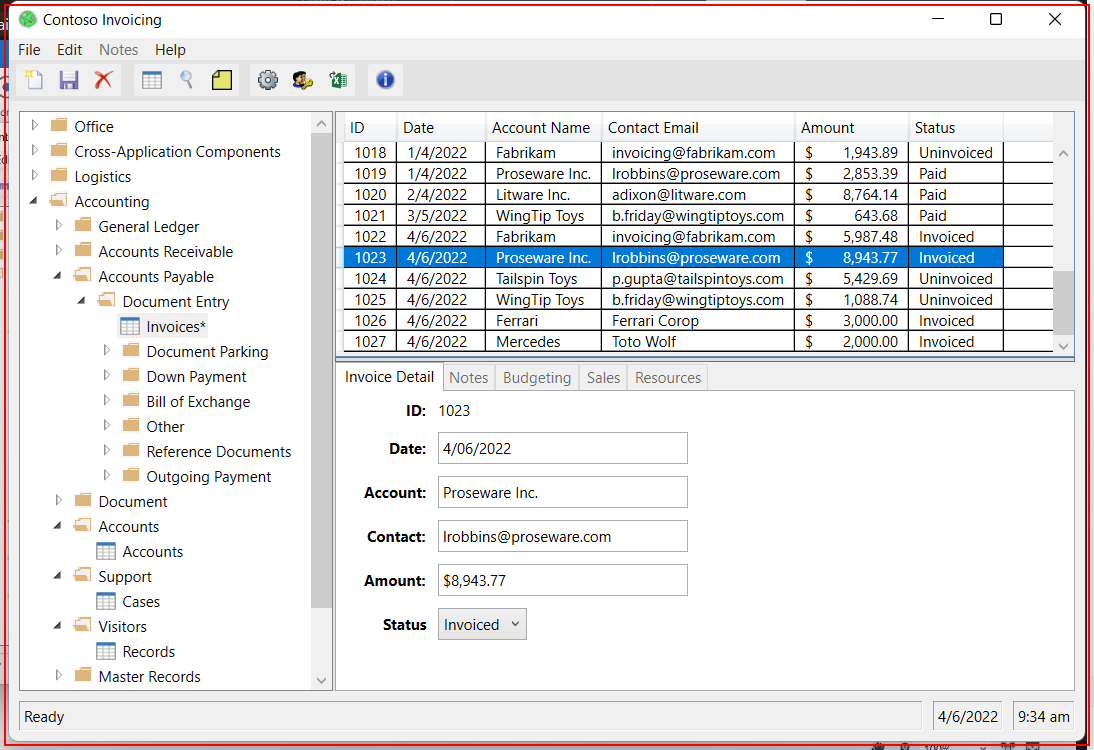 Contoso Invoicing
File Edit Notes Help
Office
Cross-Application Components
Logistics
Accounting
General Ledger
Accounts Receivable
Accounts Payable
Document Entry
Invoices*
Document Parking
Down Payment
Bill of Exchange
Other
Reference Documents
Outgoing Payment
Document
Accounts
Accounts
Support
Cases
Visitors
Records
Master Records
ID Date Account Name Contact Email Amount Status
1018 1/4/2022 Fabrikam invoicing@fabrikam.com $ 1,943.89 Uninvoiced
1019 1/4/2022 Proseware Inc. lrobbins@proseware.com $ 2,853.39 Paid
1020 2/4/2022 Litware Inc. adixon@litware.com $ 8,764.14 Paid
1021 3/5/2022 WingTip Toys b.friday@wingtiptoys.com $ 643.68 Paid
1022 4/6/2022 Fabrikam invoicing@fabrikam.com $ 5,987.48 Invoiced
1023 4/6/2022 Proseware Inc. lrobbins@proseware.com $ 8,943.77 Invoiced
1024 4/6/2022 Tailspin Toys p.gupta@tailspintoys.com $ 5,429.69 Uninvoiced
1025 4/6/2022 WingTip Toys b.friday@wingtiptoys.com $ 1,088.74 Uninvoiced
1026 4/6/2022 Ferrari Ferrari Corop $ 3,000.00 Invoiced
1027 4/6/2022 Mercedes Toto Wolf $ 2,000.00 Invoiced
Invoice Detail Notes Budgeting Sales Resources
ID: 1023
Date: 4/06/2022
Account: Proseware Inc.
Contact: lrobbins@proseware.com
Amount: $8,943.77
Status Invoiced
Ready 4/6/2022 9:34 am